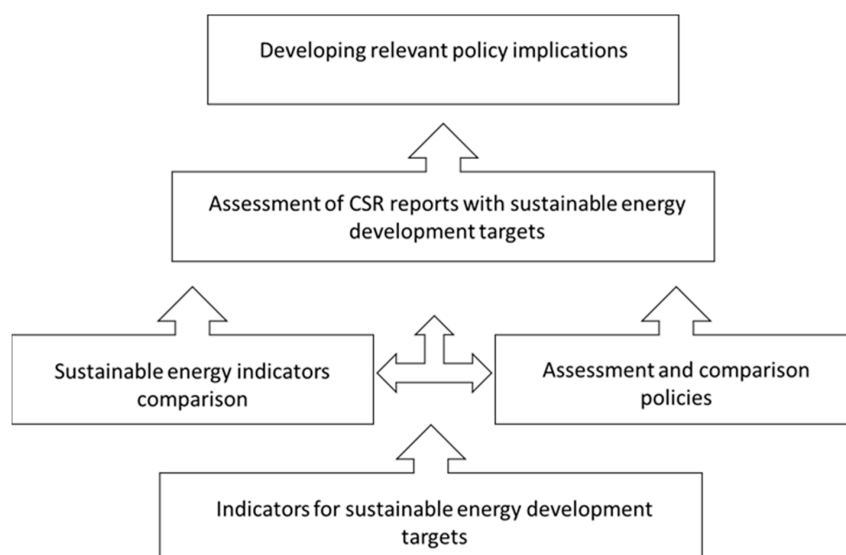 Developing relevant policy implications
Assessment of CSR reports with sustainable energy
development targets
Sustainable energy indicators
comparison
Assessment and comparison
policies
Indicators for sustainable energy development
targets